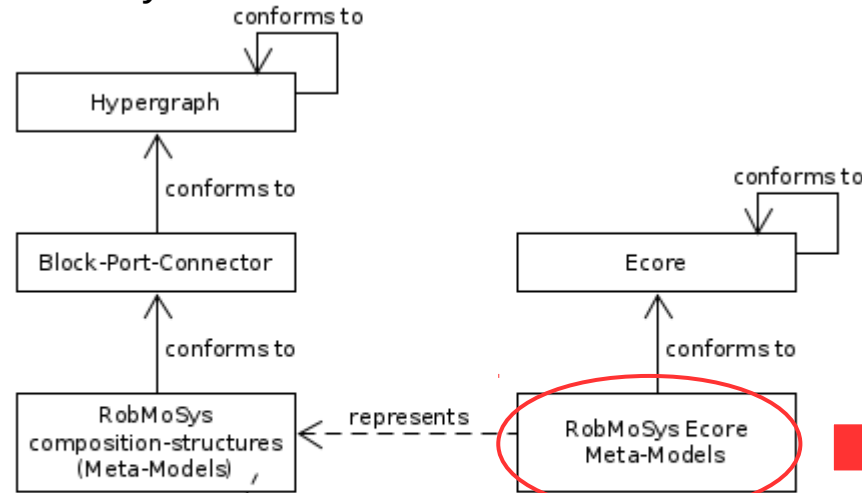 conforms to
Hypergraph
conforms to
conforms to
Block-Port-Connector
Ecore
conforms to
conforms to
RobMoSys
composition-structures
(Meta-Models)
represents
RobMoSys Ecore
Meta-Models